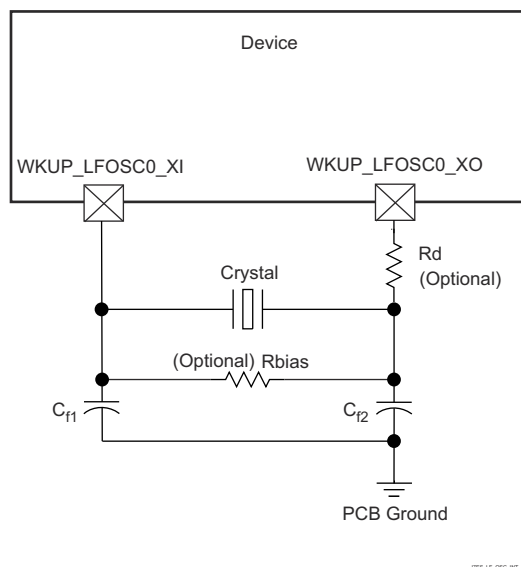 Device
WKUP_LFOSC0_XI
WKUP_LFOSC0_XO
Rd
(Optional)
Crystal
(Optional) Rbias
Cf1
Cf2
PCB Ground